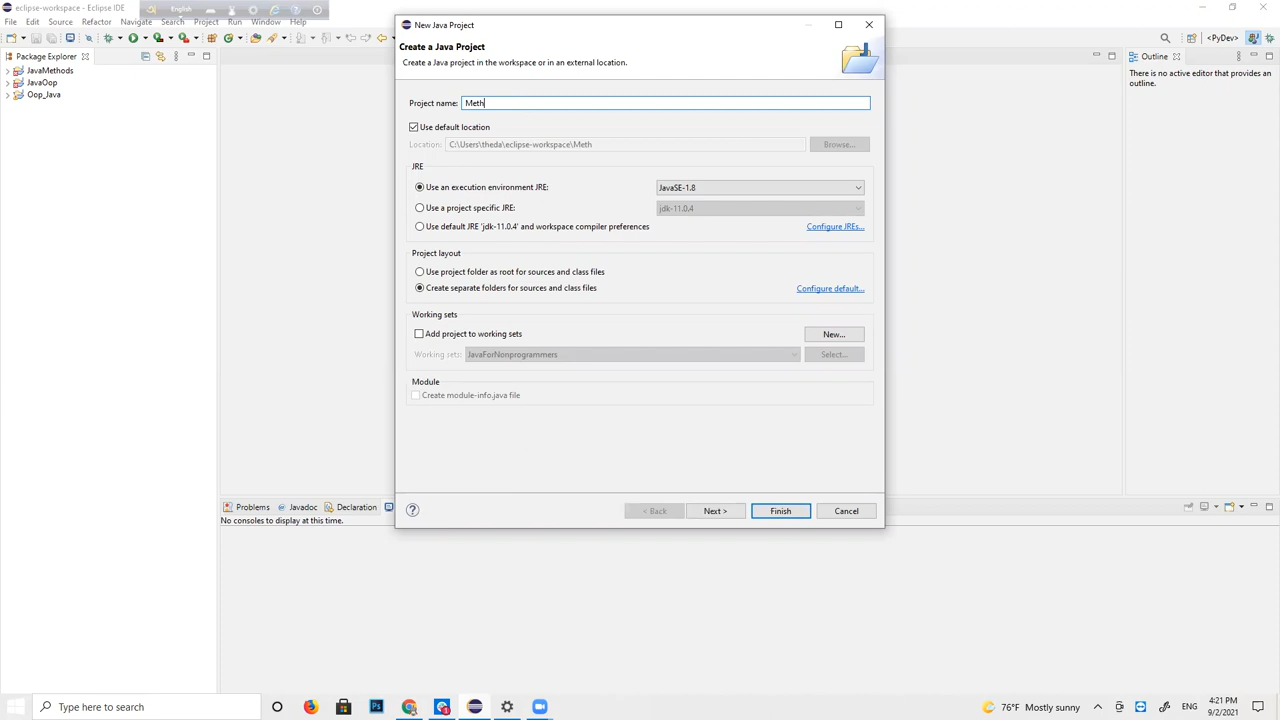 eclipse-workspace - Eclipse IDE
English
File Edit Source Refactor Navigate Search Project Run Window Help
<PyDev>
Package Explorer
JavaMethods
JavaOop
Oop_Java
New Java Project
Create a Java Project
Create a Java project in the workspace or in an external location.
Project name: Meth
Use default location
Location: C:\Users\theda\eclipse-workspace\Meth Browse...
JRE
Use an execution environment JRE: JavaSE-1.8
Use a project specific JRE: jdk-11.0.4
Use default JRE 'jdk-11.0.4' and workspace compiler preferences Configure JREs...
Project layout
Use project folder as root for sources and class files
Create separate folders for sources and class files Configure default...
Working sets
Add project to working sets New...
Working sets: JavaForNonprogrammers Select...
Module
Create module-info.java file
? < Back Next > Finish Cancel
Outline
There is no active editor that provides an
outline.
Problems Javadoc Declaration
No consoles to display at this time.
Type here to search
Ps
76°F Mostly sunny
4:21 PM
9/2/2021